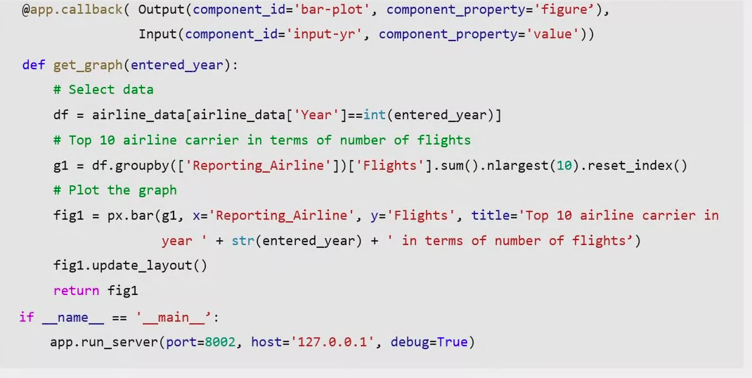 @app.callback( Output(component_id='bar-plot', component_property='figure’),
Input(component_id='input-yr', component_property='value'))
def get_graph(entered_year):
# Select data
df = airline_data[airline_data['Year']==int(entered_year)]
# Top 10 airline carrier in terms of number of flights
g1 = df.groupby(['Reporting_Airline'])['Flights'].sum().nlargest(10).reset_index()
# Plot the graph
fig1 = px.bar(g1, x='Reporting_Airline', y='Flights', title='Top 10 airline carrier in
year ' + str(entered_year) + ' in terms of number of flights’)
fig1.update_layout()
return fig1
if __name__ == '__main__’:
app.run_server(port=8002, host='127.0.0.1', debug=True)